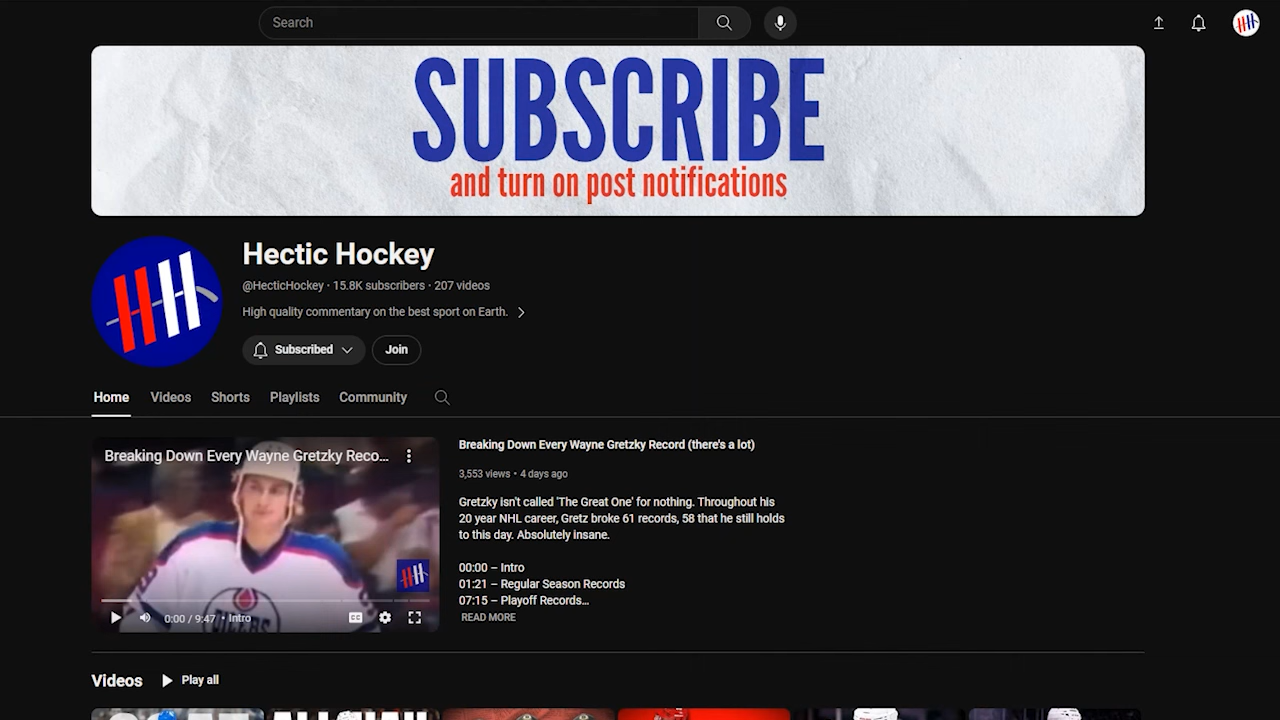 Search
SUBSCRIBE
and turn on post notifications
HH
HH
Hectic Hockey
@HecticHockey · 15.8K subscribers · 207 videos
High quality commentary on the best sport on Earth.
Subscribed
Join
Home Videos Shorts Playlists Community
Breaking Down Every Wayne Gretzky Reco...
HH
OILERS
0:00 / 9:47 • Intro
CC
Breaking Down Every Wayne Gretzky Record (there's a lot)
3,553 views • 4 days ago
Gretzky isn't called 'The Great One' for nothing. Throughout his
20 year NHL career, Gretz broke 61 records, 58 that he still holds
to this day. Absolutely insane.
00:00 – Intro
01:21 – Regular Season Records
07:15 – Playoff Records...
READ MORE
Videos Play all